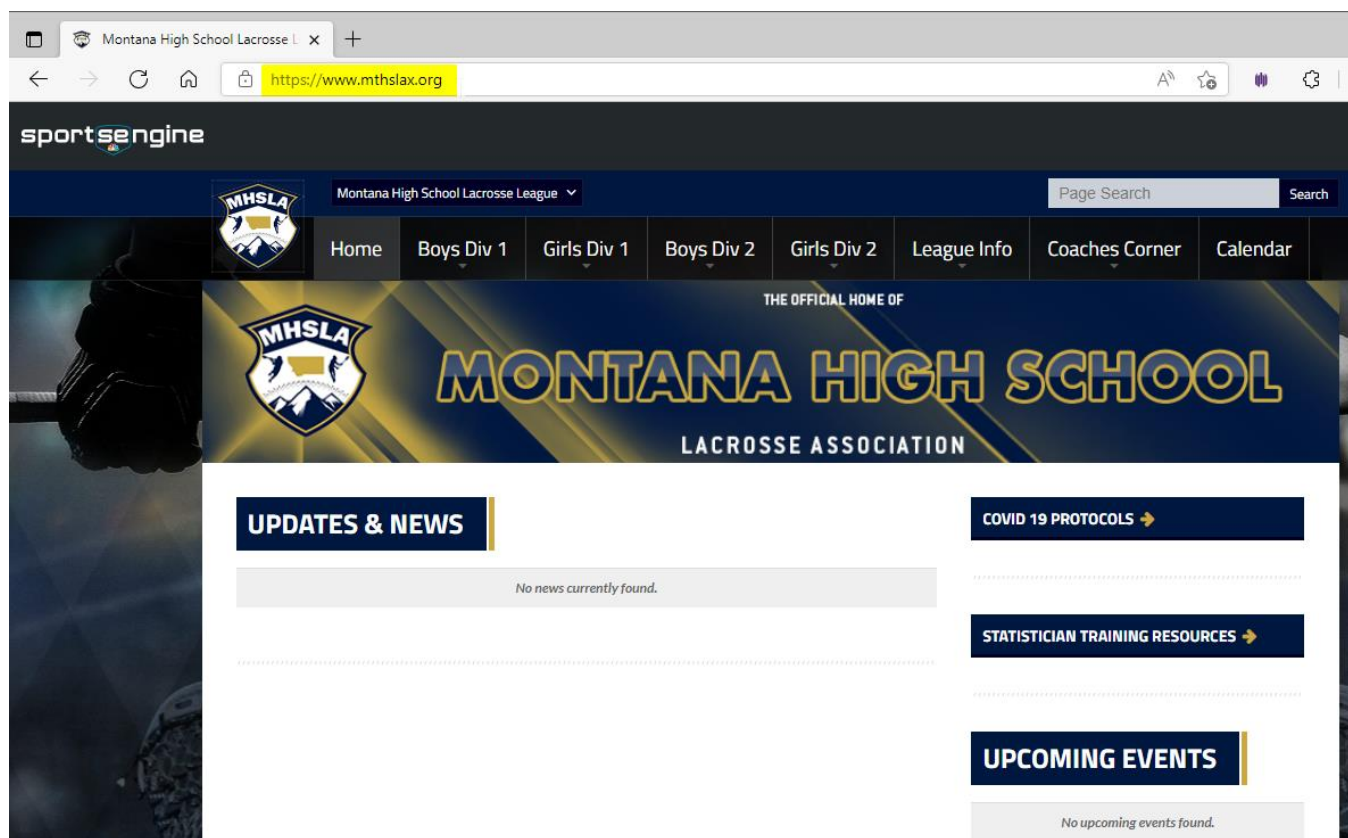 Montana High School Lacrosse L
https://www.mthslax.org
sportsengine
MHSLA
Montana High School Lacrosse League
Page Search
Search
Home
Boys Div 1
Girls Div 1
Boys Div 2
Girls Div 2
League Info
Coaches Corner
Calendar
THE OFFICIAL HOME OF
MHSLA
MONTANA HIGH SCHOOL
LACROSSE ASSOCIATION
UPDATES & NEWS
No news currently found.
COVID 19 PROTOCOLS
STATISTICIAN TRAINING RESOURCES
UPCOMING EVENTS
No upcoming events found.